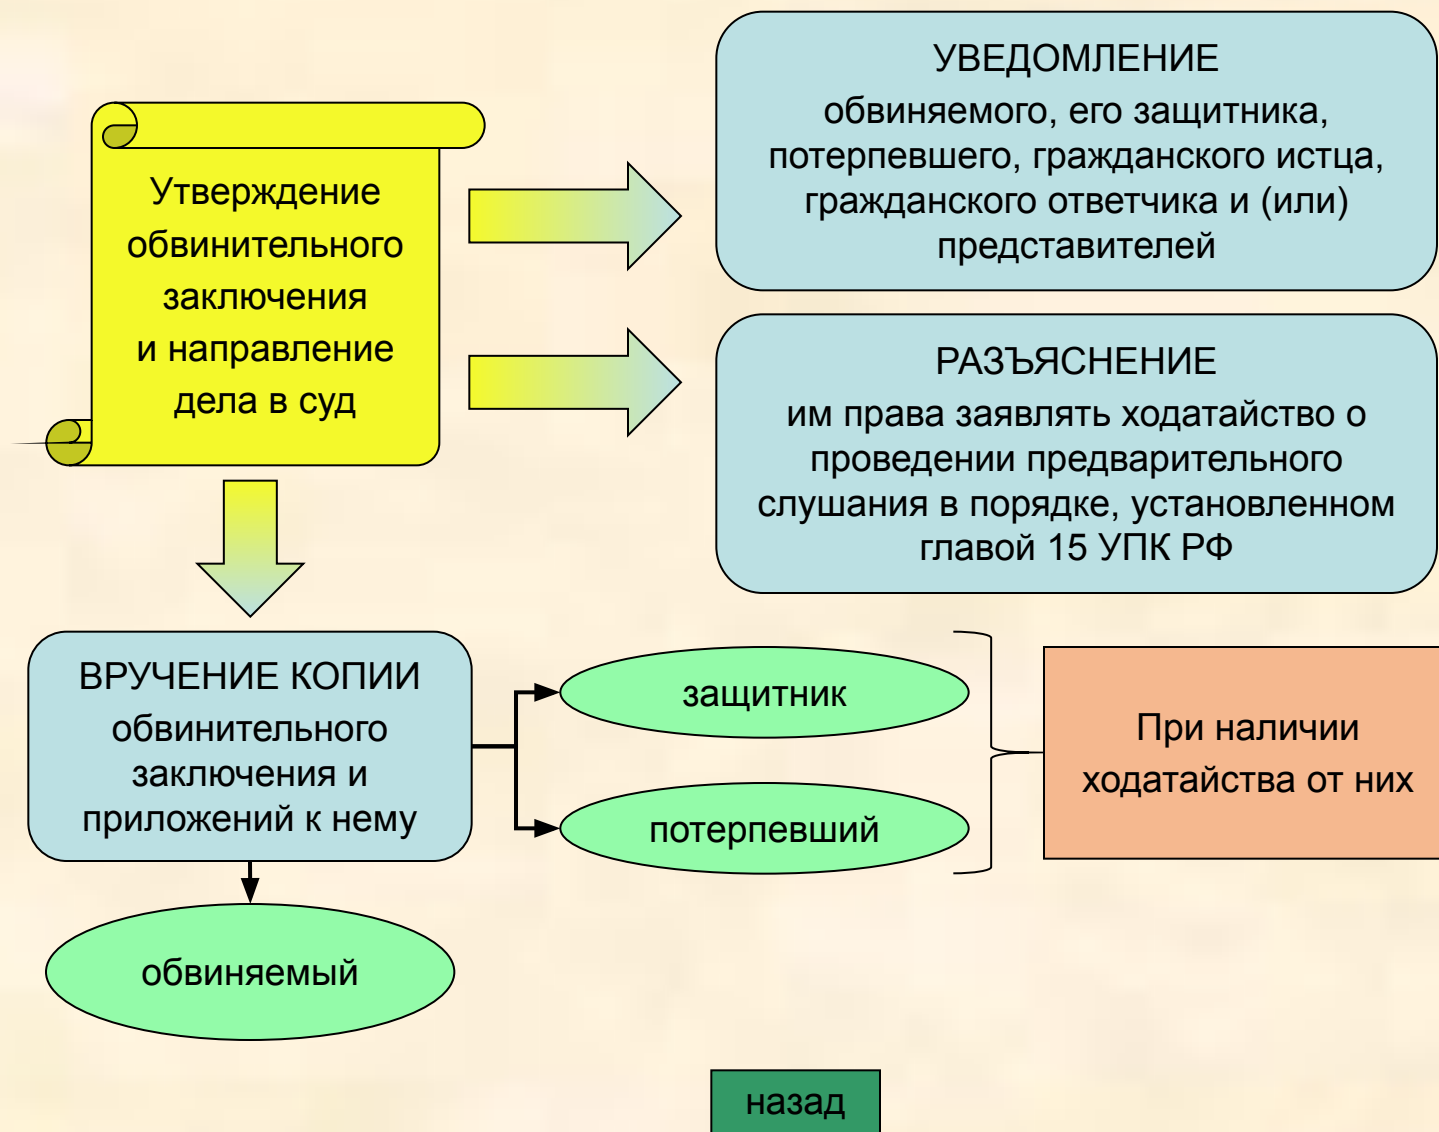 Утверждение
обвинительного
заключения
и направление
дела в суд
УВЕДОМЛЕНИЕ
обвиняемого, его защитника,
потерпевшего, гражданского истца,
гражданского ответчика и (или)
представителей
РАЗЪЯСНЕНИЕ
им права заявлять ходатайство о
проведении предварительного
слушания в порядке, установленном
главой 15 УПК РФ
ВРУЧЕНИЕ КОПИИ
обвинительного
заключения и
приложений к нему
защитник
потерпевший
При наличии
ходатайства от них
обвиняемый
назад